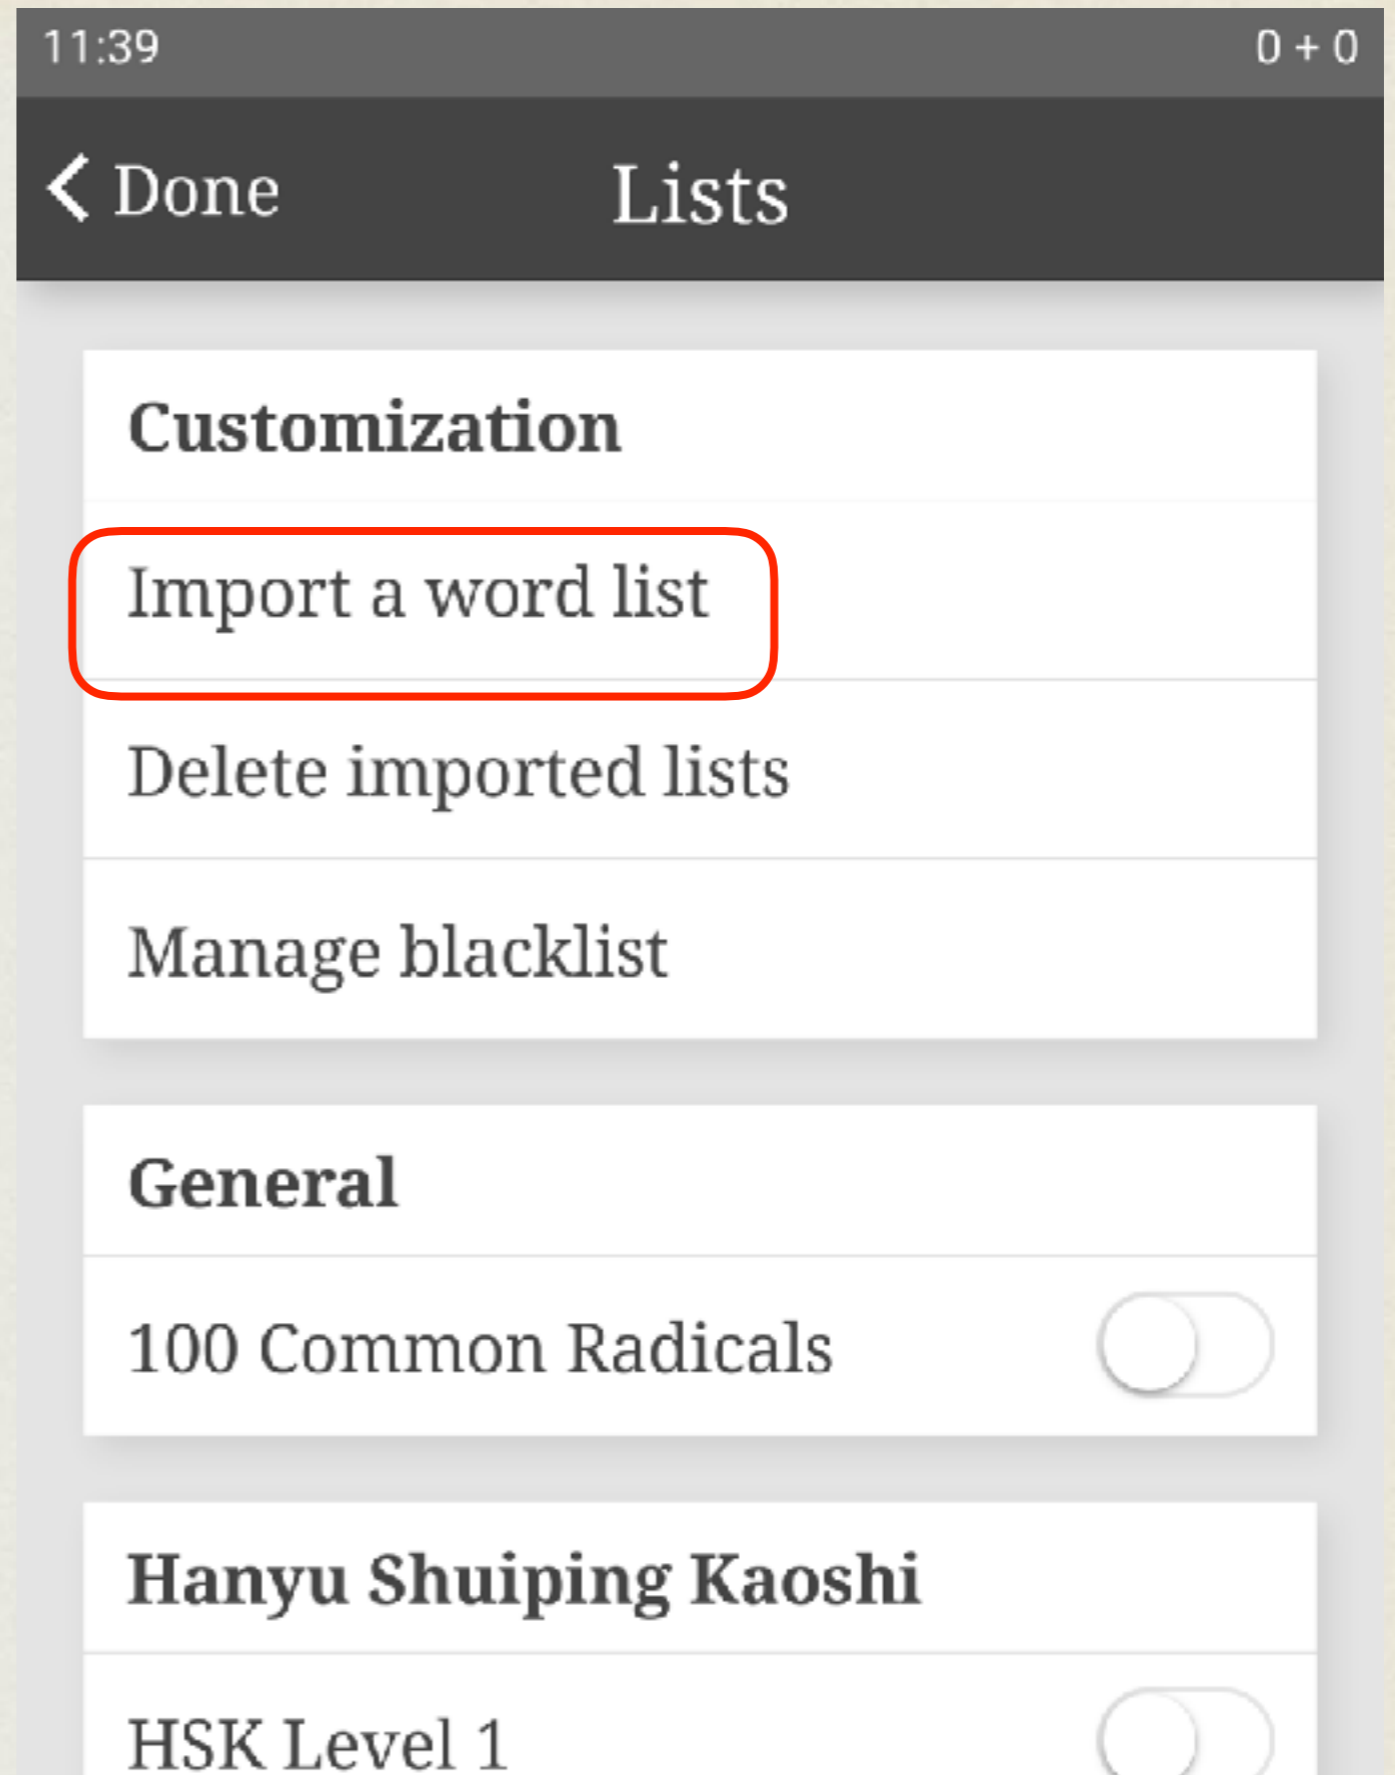 11:39 0 + 0
Done Lists
Customization
Import a word list
Delete imported lists
Manage blacklist
General
100 Common Radicals
Hanyu Shuiping Kaoshi
HSK Level 1